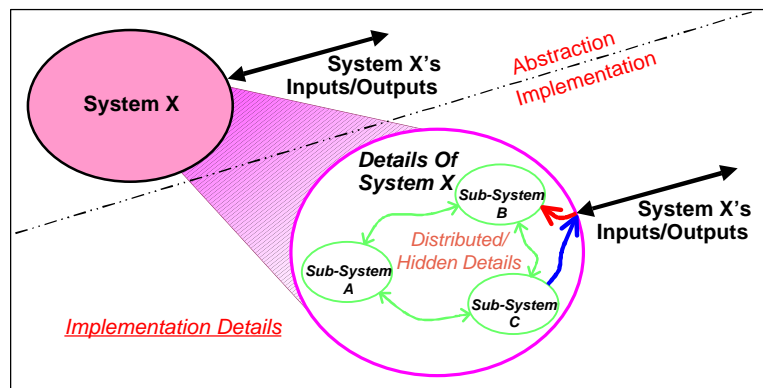 System X
System X's
Inputs/Outputs
Abstraction
Implementation
Details Of
System X
Sub-System
B
System X's
Inputs/Outputs
Distributed/
Hidden Details
Sub-System
A
Sub-System
C
Implementation Details